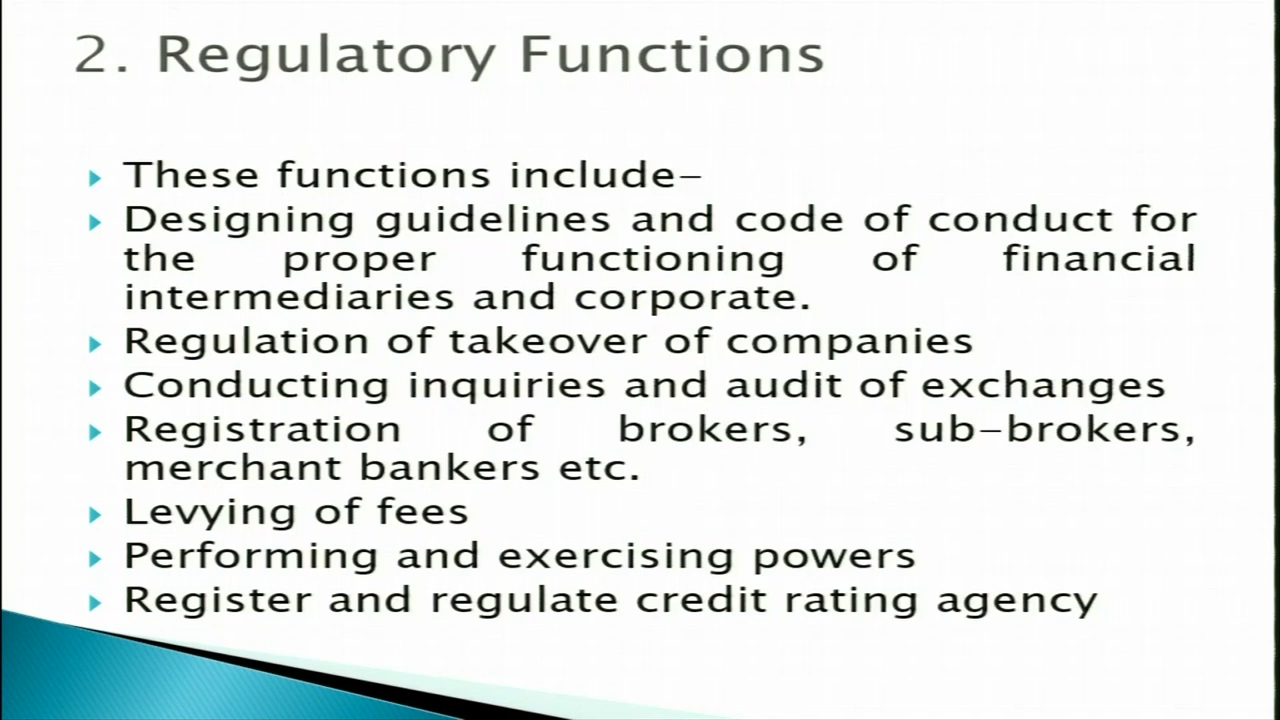 2. Regulatory Functions
These functions include–
Designing guidelines and code of conduct for
the proper functioning of financial
intermediaries and corporate.
Regulation of takeover of companies
Conducting inquiries and audit of exchanges
Registration of brokers, sub–brokers,
merchant bankers etc.
Levying of fees
Performing and exercising powers
Register and regulate credit rating agency